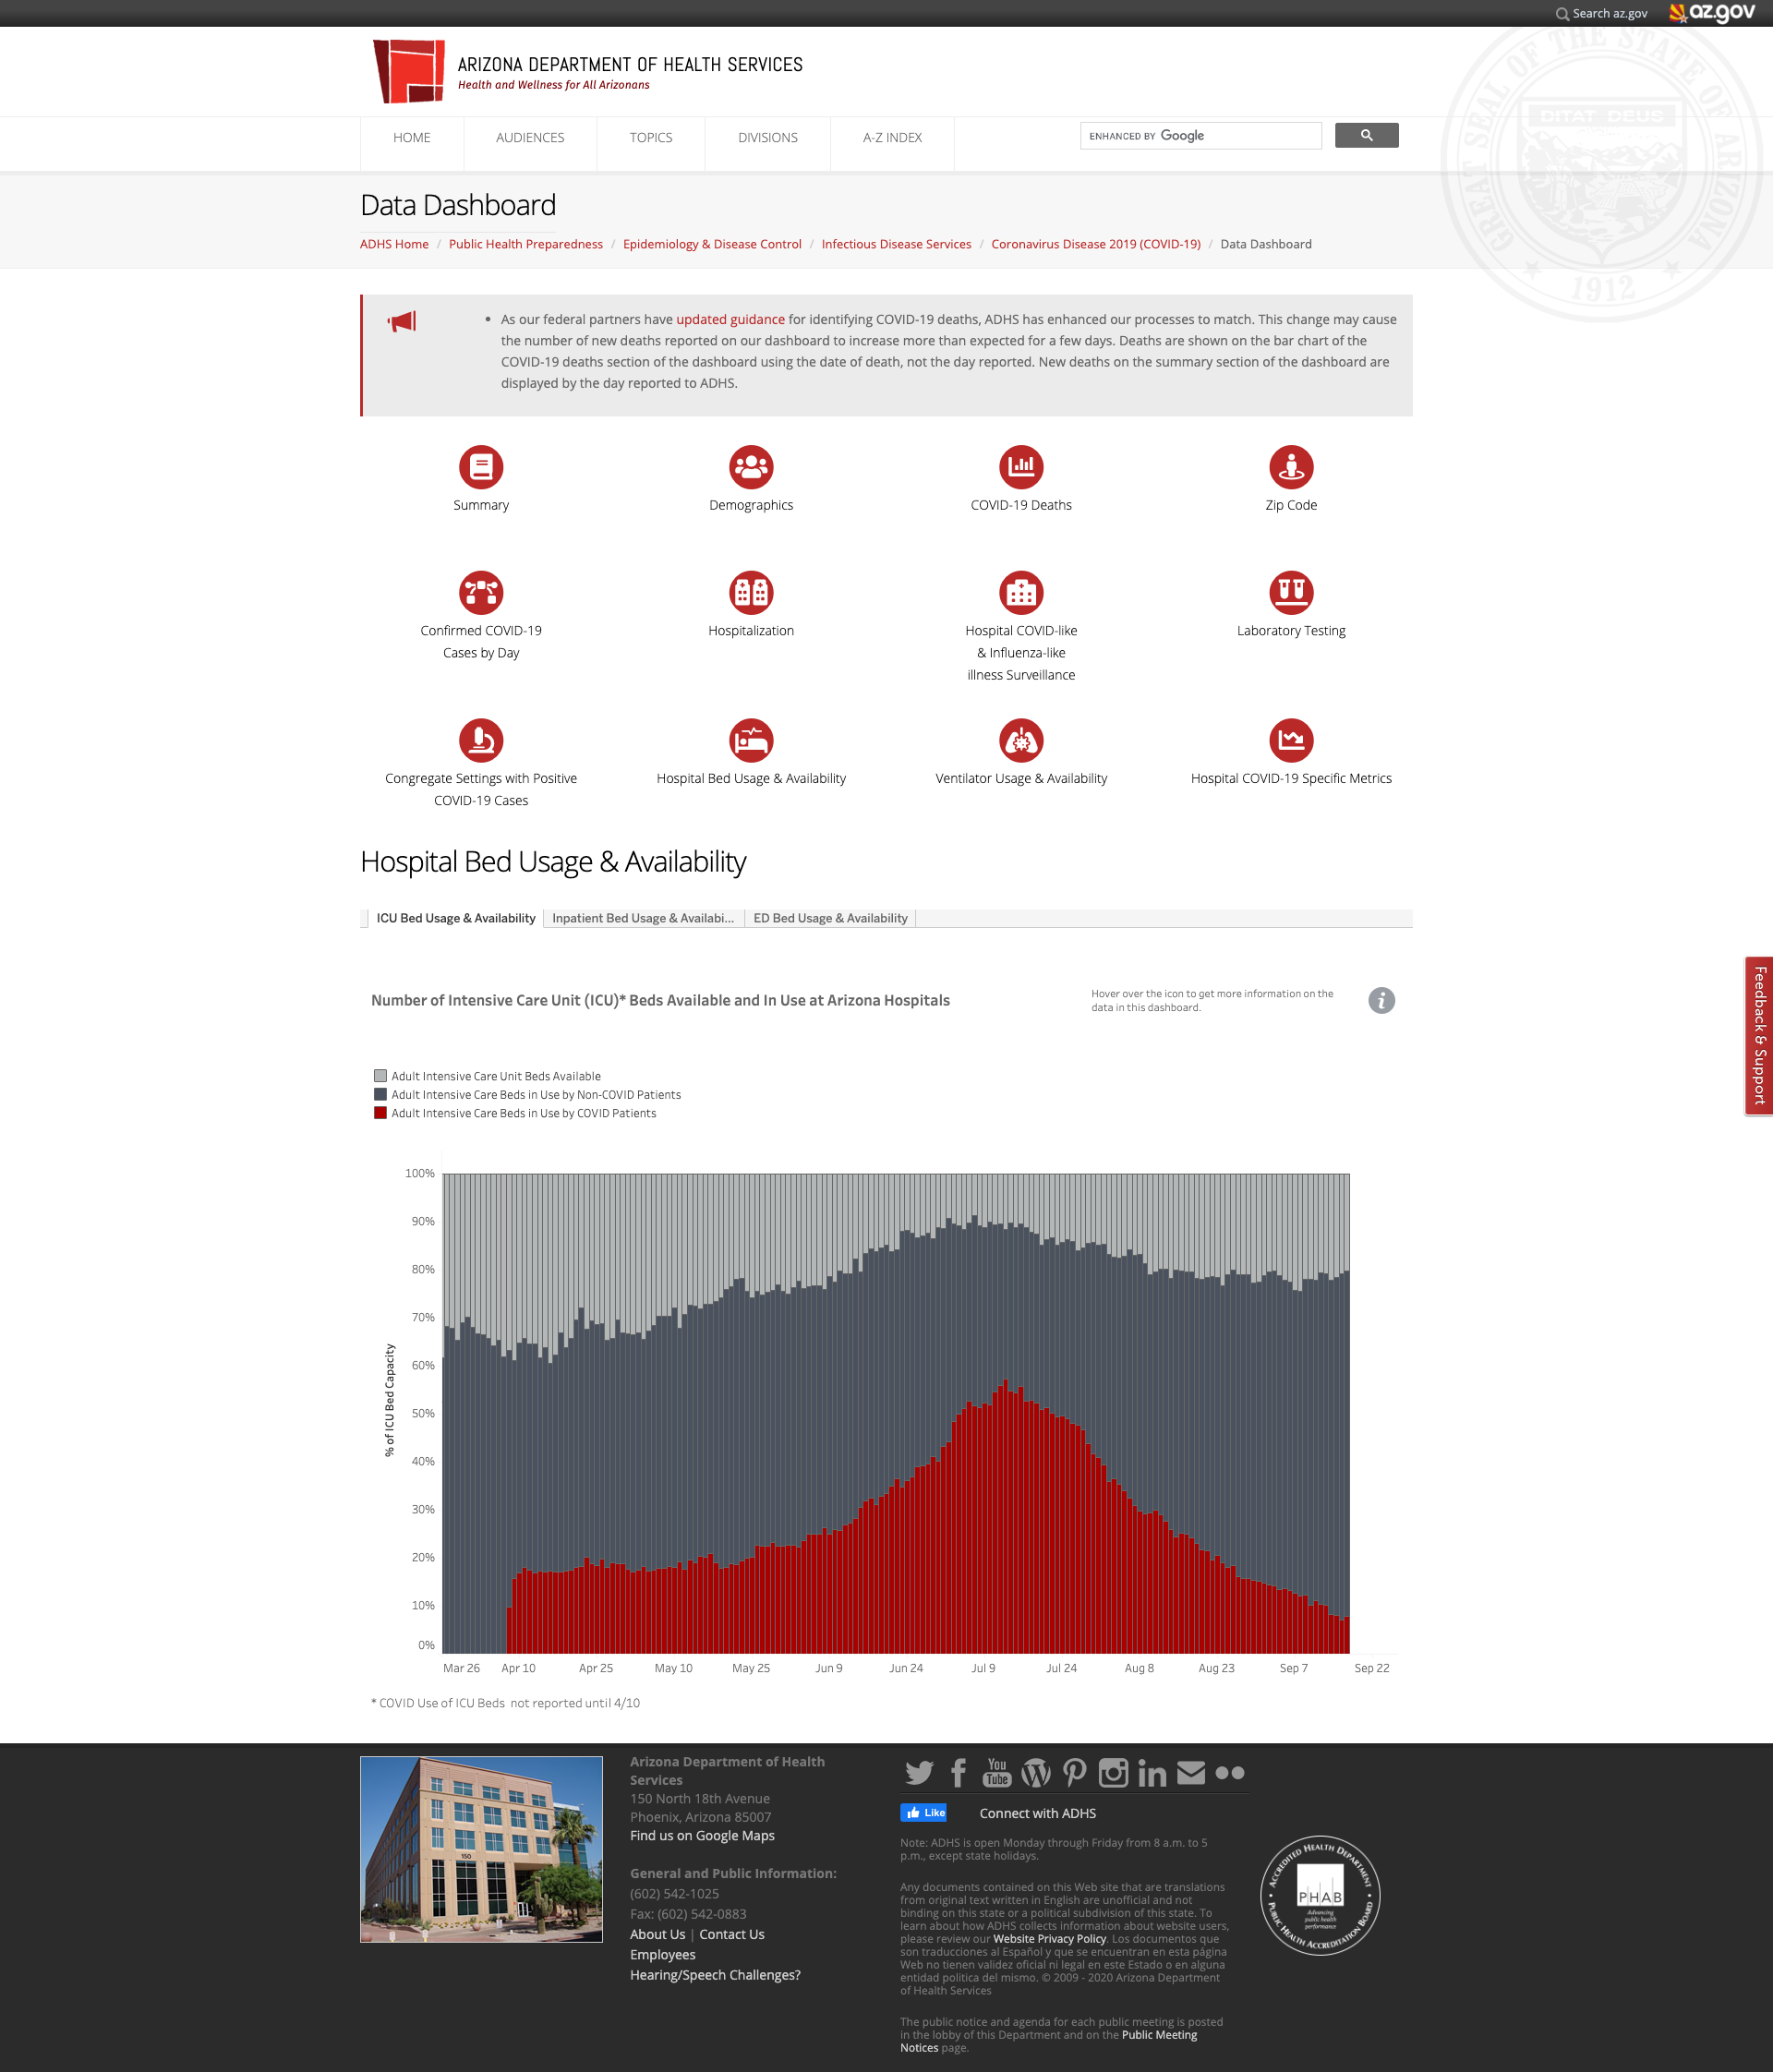 Search az.gov
az.gov
ARIZONA DEPARTMENT OF HEALTH SERVICES
Health and Wellness for All Arizonans
GREAT SEAL OF THE STATE OF ARIZONA
DITAT DEUS
1912
HOME
AUDIENCES
TOPICS
DIVISIONS
A-Z INDEX
ENHANCED BY Google
Data Dashboard
ADHS Home / Public Health Preparedness / Epidemiology & Disease Control / Infectious Disease Services / Coronavirus Disease 2019 (COVID-19) / Data Dashboard
• As our federal partners have updated guidance for identifying COVID-19 deaths, ADHS has enhanced our processes to match. This change may cause
the number of new deaths reported on our dashboard to increase more than expected for a few days. Deaths are shown on the bar chart of the
COVID-19 deaths section of the dashboard using the date of death, not the day reported. New deaths on the summary section of the dashboard are
displayed by the day reported to ADHS.
Summary
Demographics
COVID-19 Deaths
Zip Code
Confirmed COVID-19
Cases by Day
Hospitalization
Hospital COVID-like
& Influenza-like
illness Surveillance
Laboratory Testing
Congregate Settings with Positive
COVID-19 Cases
Hospital Bed Usage & Availability
Ventilator Usage & Availability
Hospital COVID-19 Specific Metrics
Hospital Bed Usage & Availability
ICU Bed Usage & Availability
Inpatient Bed Usage & Availabi...
ED Bed Usage & Availability
Feedback & Support
Number of Intensive Care Unit (ICU)* Beds Available and In Use at Arizona Hospitals
Hover over the icon to get more information on the
data in this dashboard.
i
Adult Intensive Care Unit Beds Available
Adult Intensive Care Beds in Use by Non-COVID Patients
Adult Intensive Care Beds in Use by COVID Patients
% of ICU Bed Capacity
100%
90%
80%
70%
60%
50%
40%
30%
20%
10%
0%
Mar 26
Apr 10
Apr 25
May 10
May 25
Jun 9
Jun 24
Jul 9
Jul 24
Aug 8
Aug 23
Sep 7
Sep 22
* COVID Use of ICU Beds not reported until 4/10
150
Arizona Department of Health
Services
150 North 18th Avenue
Phoenix, Arizona 85007
Find us on Google Maps
General and Public Information:
(602) 542-1025
Fax: (602) 542-0883
About Us | Contact Us
Employees
Hearing/Speech Challenges?
You
Tube
Like
Connect with ADHS
Note: ADHS is open Monday through Friday from 8 a.m. to 5
p.m., except state holidays.
Any documents contained on this Web site that are translations
from original text written in English are unofficial and not
binding on this state or a political subdivision of this state. To
learn about how ADHS collects information about website users,
please review our Website Privacy Policy. Los documentos que
son traducciones al Español y que se encuentran en esta página
Web no tienen validez oficial ni legal en este Estado o en alguna
entidad política del mismo. © 2009 - 2020 Arizona Department
of Health Services
The public notice and agenda for each public meeting is posted
in the lobby of this Department and on the Public Meeting
Notices page.
ACCREDITED HEALTH DEPARTMENT
PHAB
Advancing
public health
performance
PUBLIC HEALTH ACCREDITATION BOARD